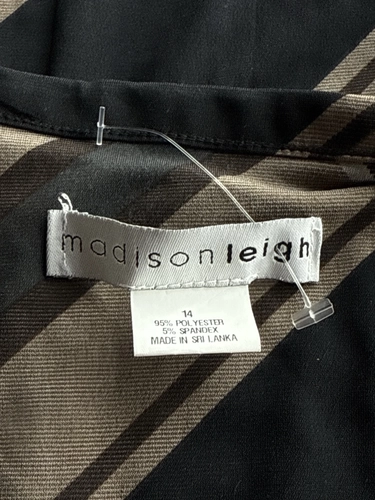 madisonleigh
14
95% POLYESTER
5% SPANDEX
MADE IN SRI LANKA